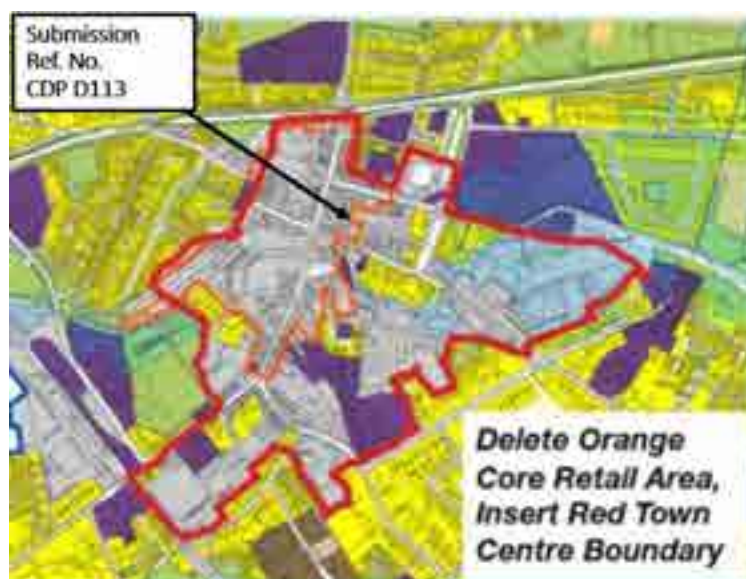 Submission
Ref. No.
CDP D113
Delete Orange
Core Retail Area,
Insert Red Town
Centre Boundary